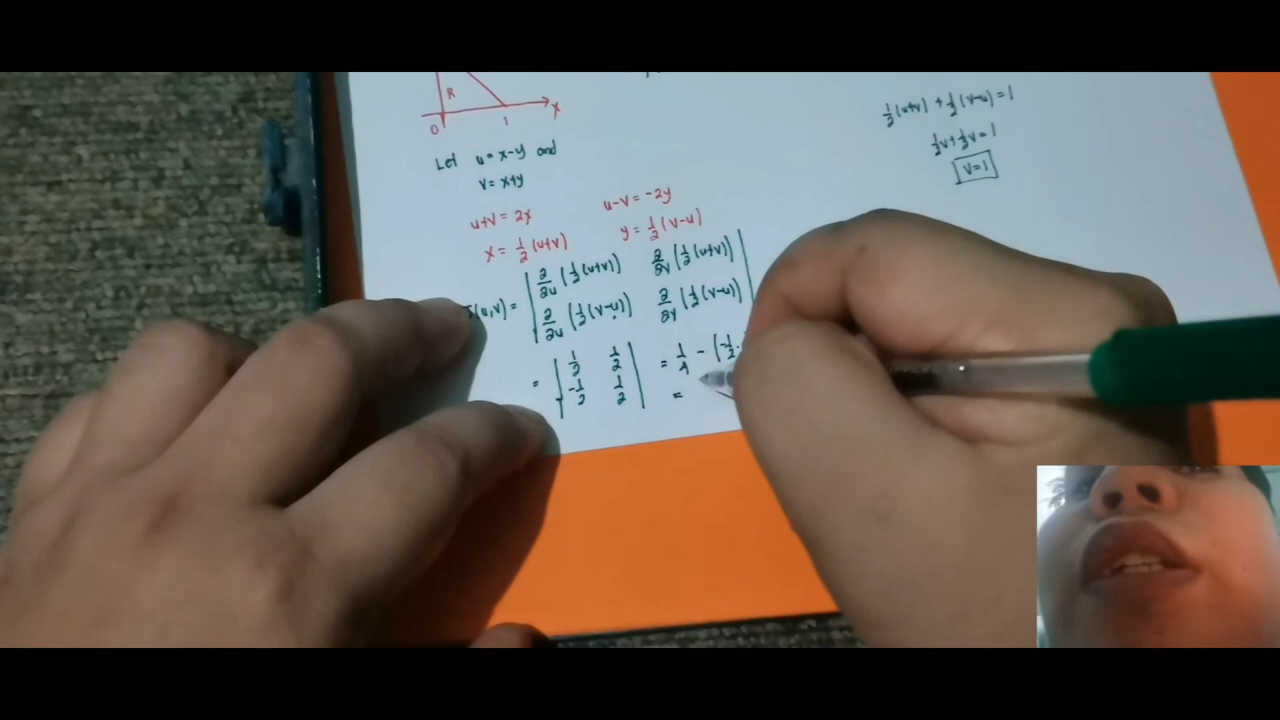 R
x
0
1
Let u = x-y and
v = x+y
u+v = 2x
x = 1/2 (u+v)
u-v = -2y
y = 1/2 (v-u)
J(u,v) = | ∂/∂u (1/2 (u+v)) ∂/∂v (1/2 (u+v)) |
| ∂/∂u (1/2 (v-u)) ∂/∂v (1/2 (v-u)) |
= | 1/2 1/2 | = 1/4 - (-1/2 .
| -1/2 1/2 | =
1/2 (u+v) + 1/2 (v-u) = 1
1/2 v + 1/2 v = 1
v = 1